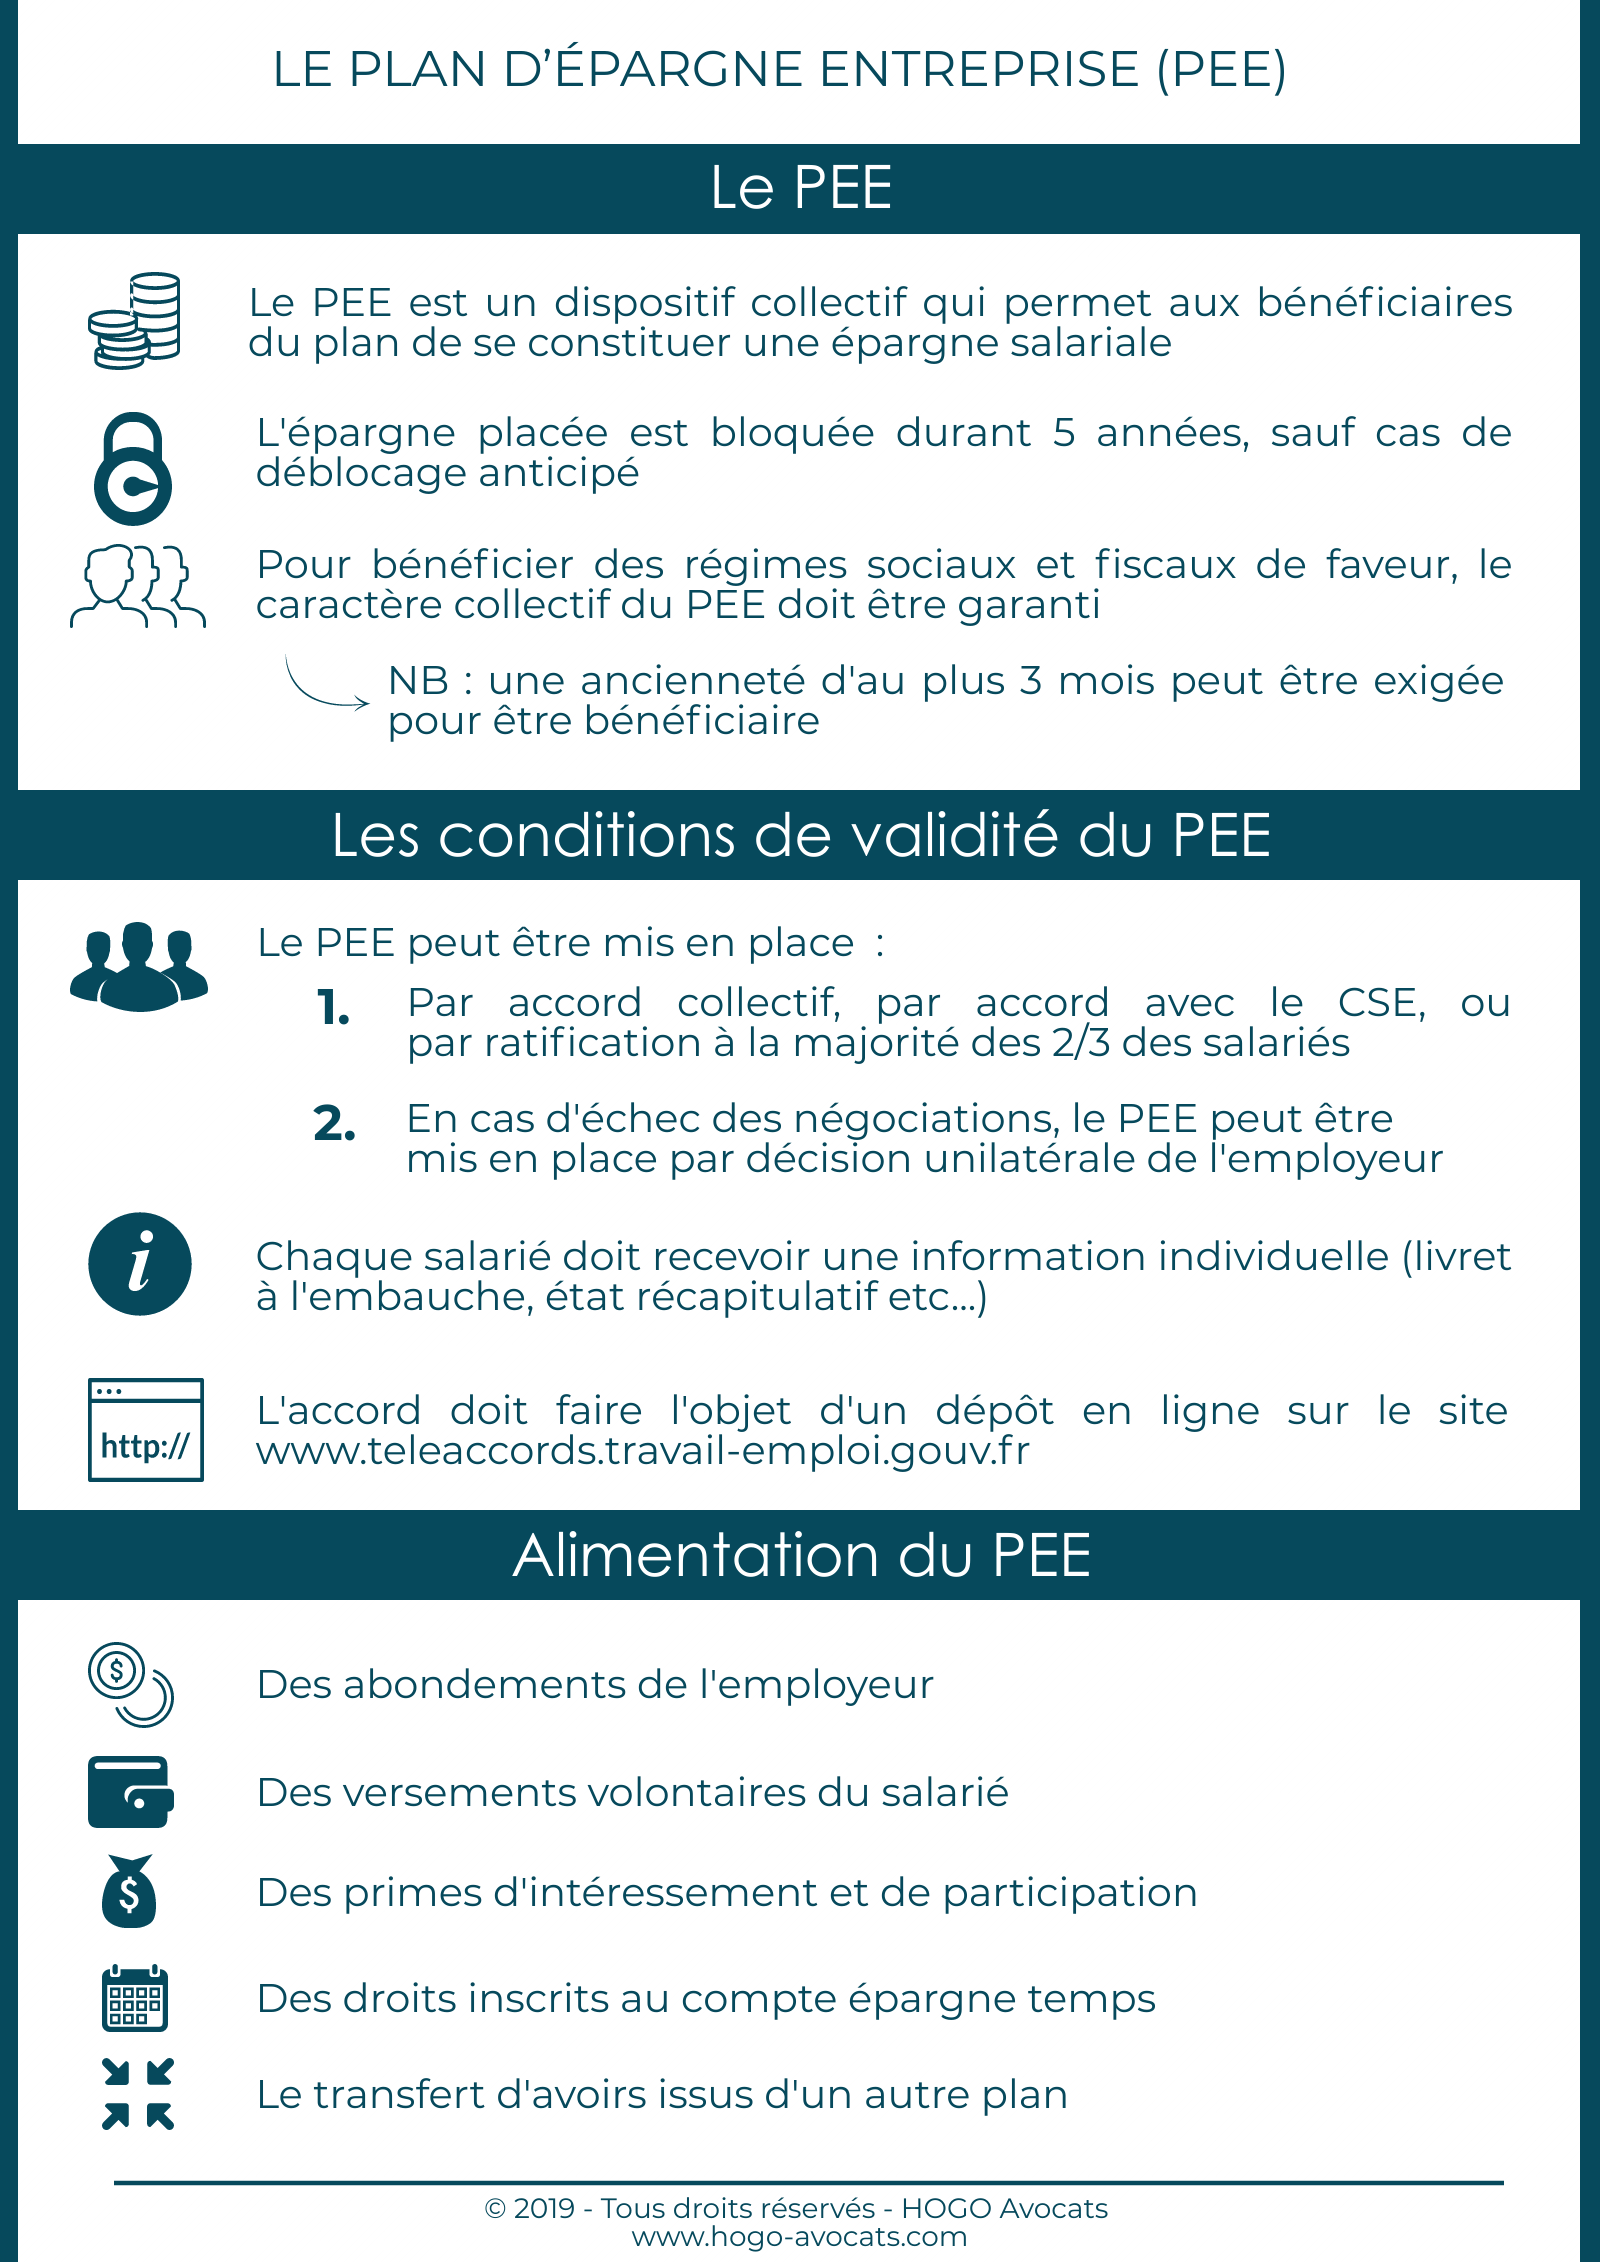 LE PLAN D’ÉPARGNE ENTREPRISE (PEE)
Le PEE
Le PEE est un dispositif collectif qui permet aux bénéficiaires
du plan de se constituer une épargne salariale
L'épargne placée est bloquée durant 5 années, sauf cas de
déblocage anticipé
Pour bénéficier des régimes sociaux et fiscaux de faveur, le
caractère collectif du PEE doit être garanti
NB : une ancienneté d'au plus 3 mois peut être exigée
pour être bénéficiaire
Les conditions de validité du PEE
Le PEE peut être mis en place :
1. Par accord collectif, par accord avec le CSE, ou
par ratification à la majorité des 2/3 des salariés
2. En cas d'échec des négociations, le PEE peut être
mis en place par décision unilatérale de l'employeur
i
Chaque salarié doit recevoir une information individuelle (livret
à l'embauche, état récapitulatif etc...)
http://
L'accord doit faire l'objet d'un dépôt en ligne sur le site
www.teleaccords.travail-emploi.gouv.fr
Alimentation du PEE
$
Des abondements de l'employeur
Des versements volontaires du salarié
$
Des primes d'intéressement et de participation
Des droits inscrits au compte épargne temps
Le transfert d'avoirs issus d'un autre plan
© 2019 - Tous droits réservés - HOGO Avocats
www.hogo-avocats.com